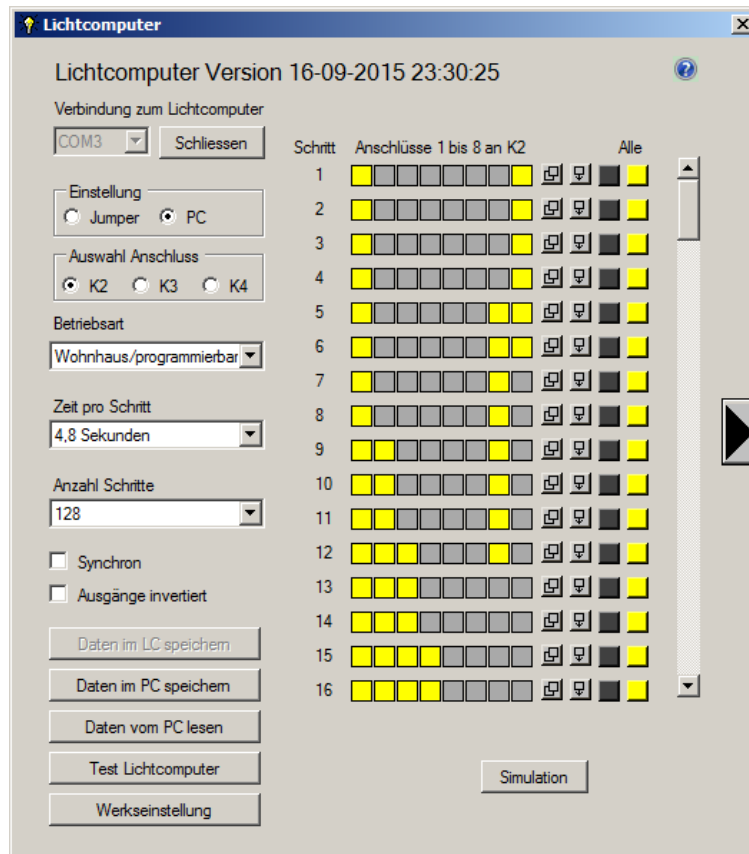 Lichtcomputer
Lichtcomputer Version 16-09-2015 23:30:25
Verbindung zum Lichtcomputer
COM3
Schliessen
Einstellung
Jumper
PC
Auswahl Anschluss
K2
K3
K4
Betriebsart
Wohnhaus/programmierbar
Zeit pro Schritt
4,8 Sekunden
Anzahl Schritte
128
Synchron
Ausgänge invertiert
Daten im LC speichern
Daten im PC speichern
Daten vom PC lesen
Test Lichtcomputer
Werkseinstellung
Schritt Anschlüsse 1 bis 8 an K2 Alle
1
2
3
4
5
6
7
8
9
10
11
12
13
14
15
16
Simulation